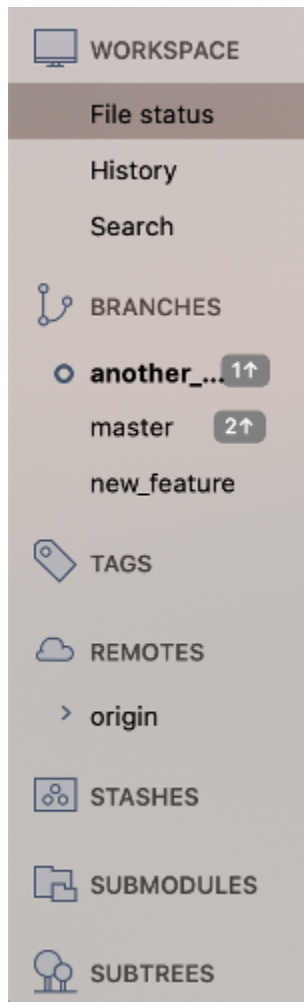 WORKSPACE
File status
History
Search
BRANCHES
another_... 1↑
master 2↑
new_feature
TAGS
REMOTES
origin
STASHES
SUBMODULES
SUBTREES